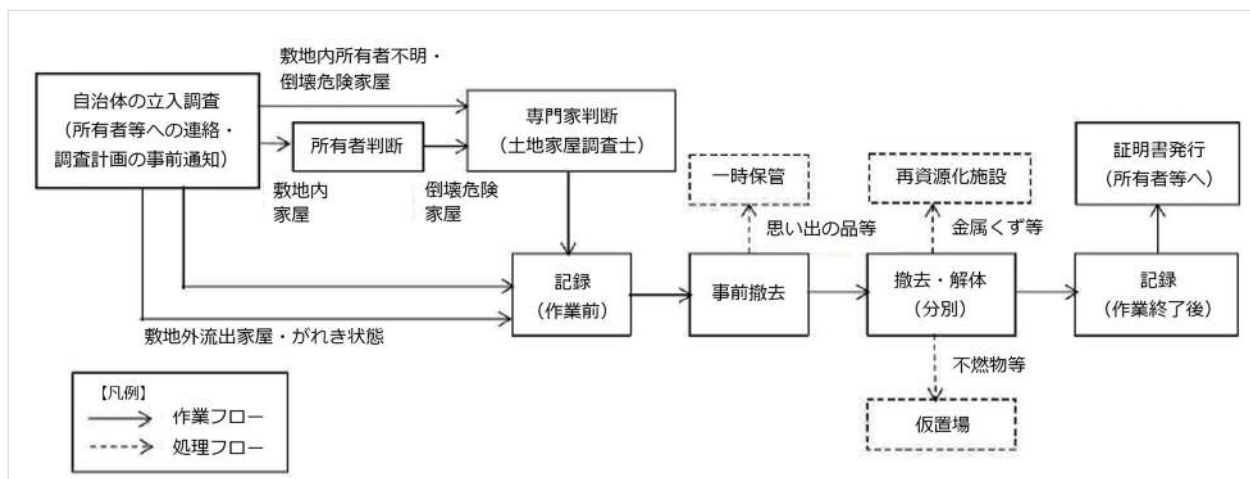 敷地内所有者不明・
倒壊危険家屋
自治体の立入調査
（所有者等への連絡・
調査計画の事前通知）
所有者判断
専門家判断
（土地家屋調査士）
敷地内
家屋
倒壊危険
家屋
一時保管
再資源化施設
証明書発行
（所有者等へ）
思い出の品等
金属くず等
記録
（作業前）
事前撤去
撤去・解体
（分別）
記録
（作業終了後）
敷地外流出家屋・がれき状態
不燃物等
仮置場
【凡例】
作業フロー
処理フロー